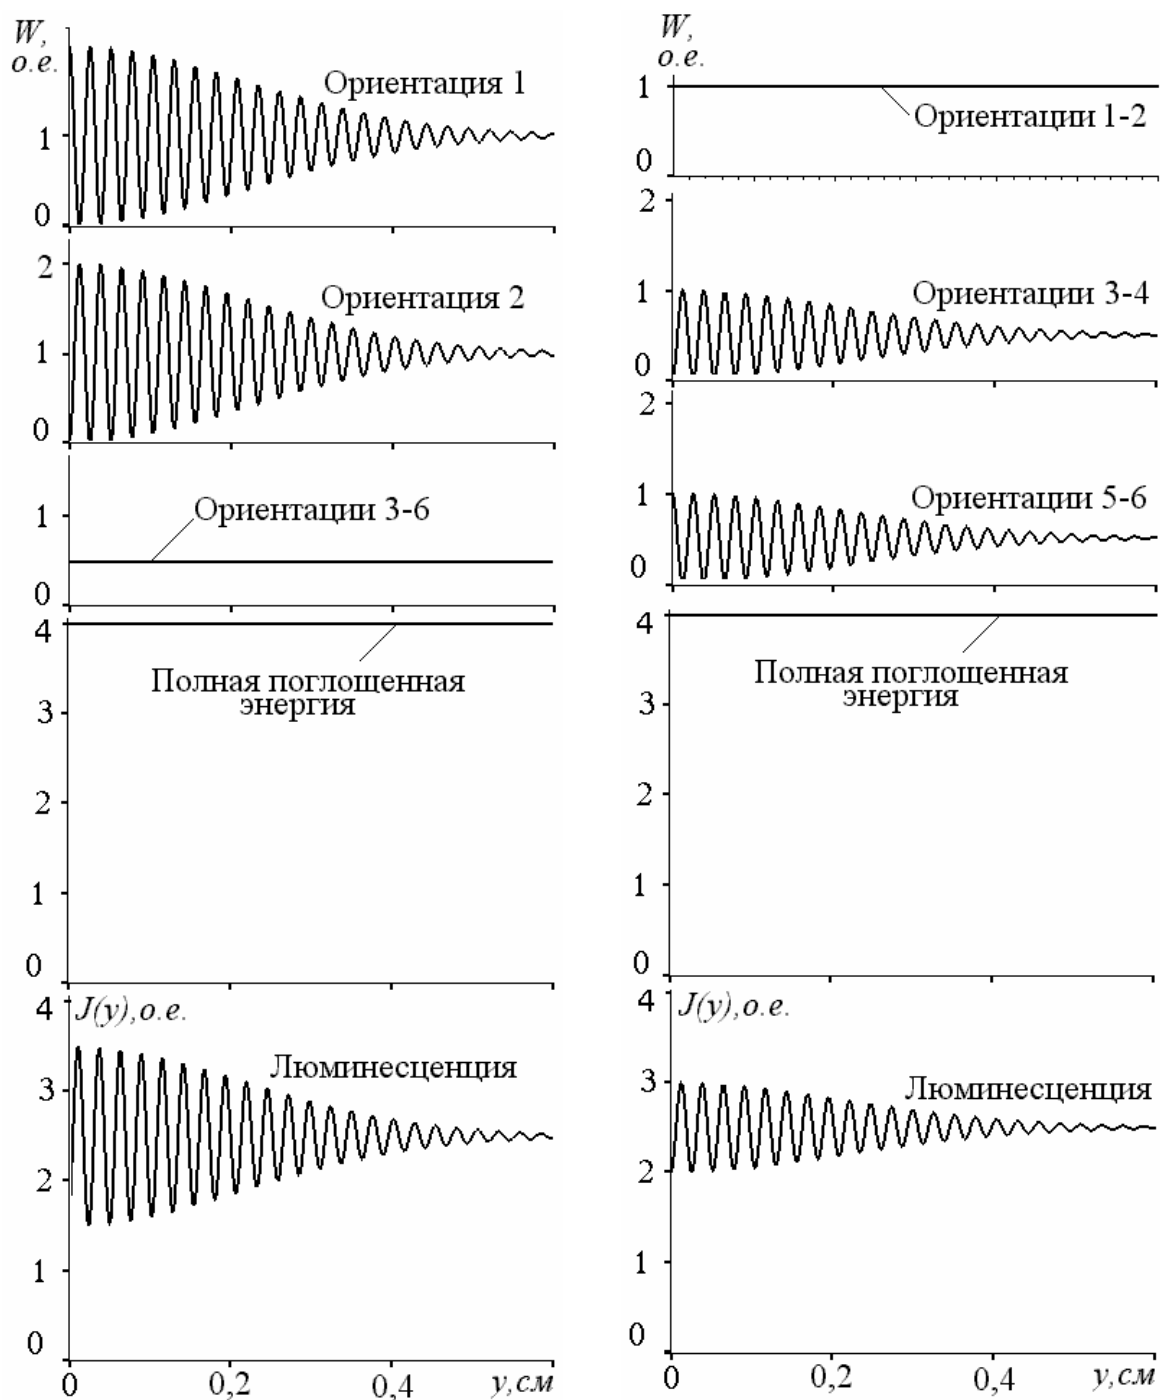 W,
о.е.
Ориентация 1
1
0
2
Ориентация 2
1
0
1
Ориентации 3-6
0
4
Полная поглощенная
энергия
3
2
1
0
4
J(y),о.е.
Люминесценция
3
2
1
0
0
0,2
0,4
y,см
W,
о.е.
1
Ориентации 1-2
0
2
1
Ориентации 3-4
0
2
1
Ориентации 5-6
0
4
Полная поглощенная
энергия
3
2
1
0
4
J(y),о.е.
3
Люминесценция
2
1
0
0
0,2
0,4
y,см